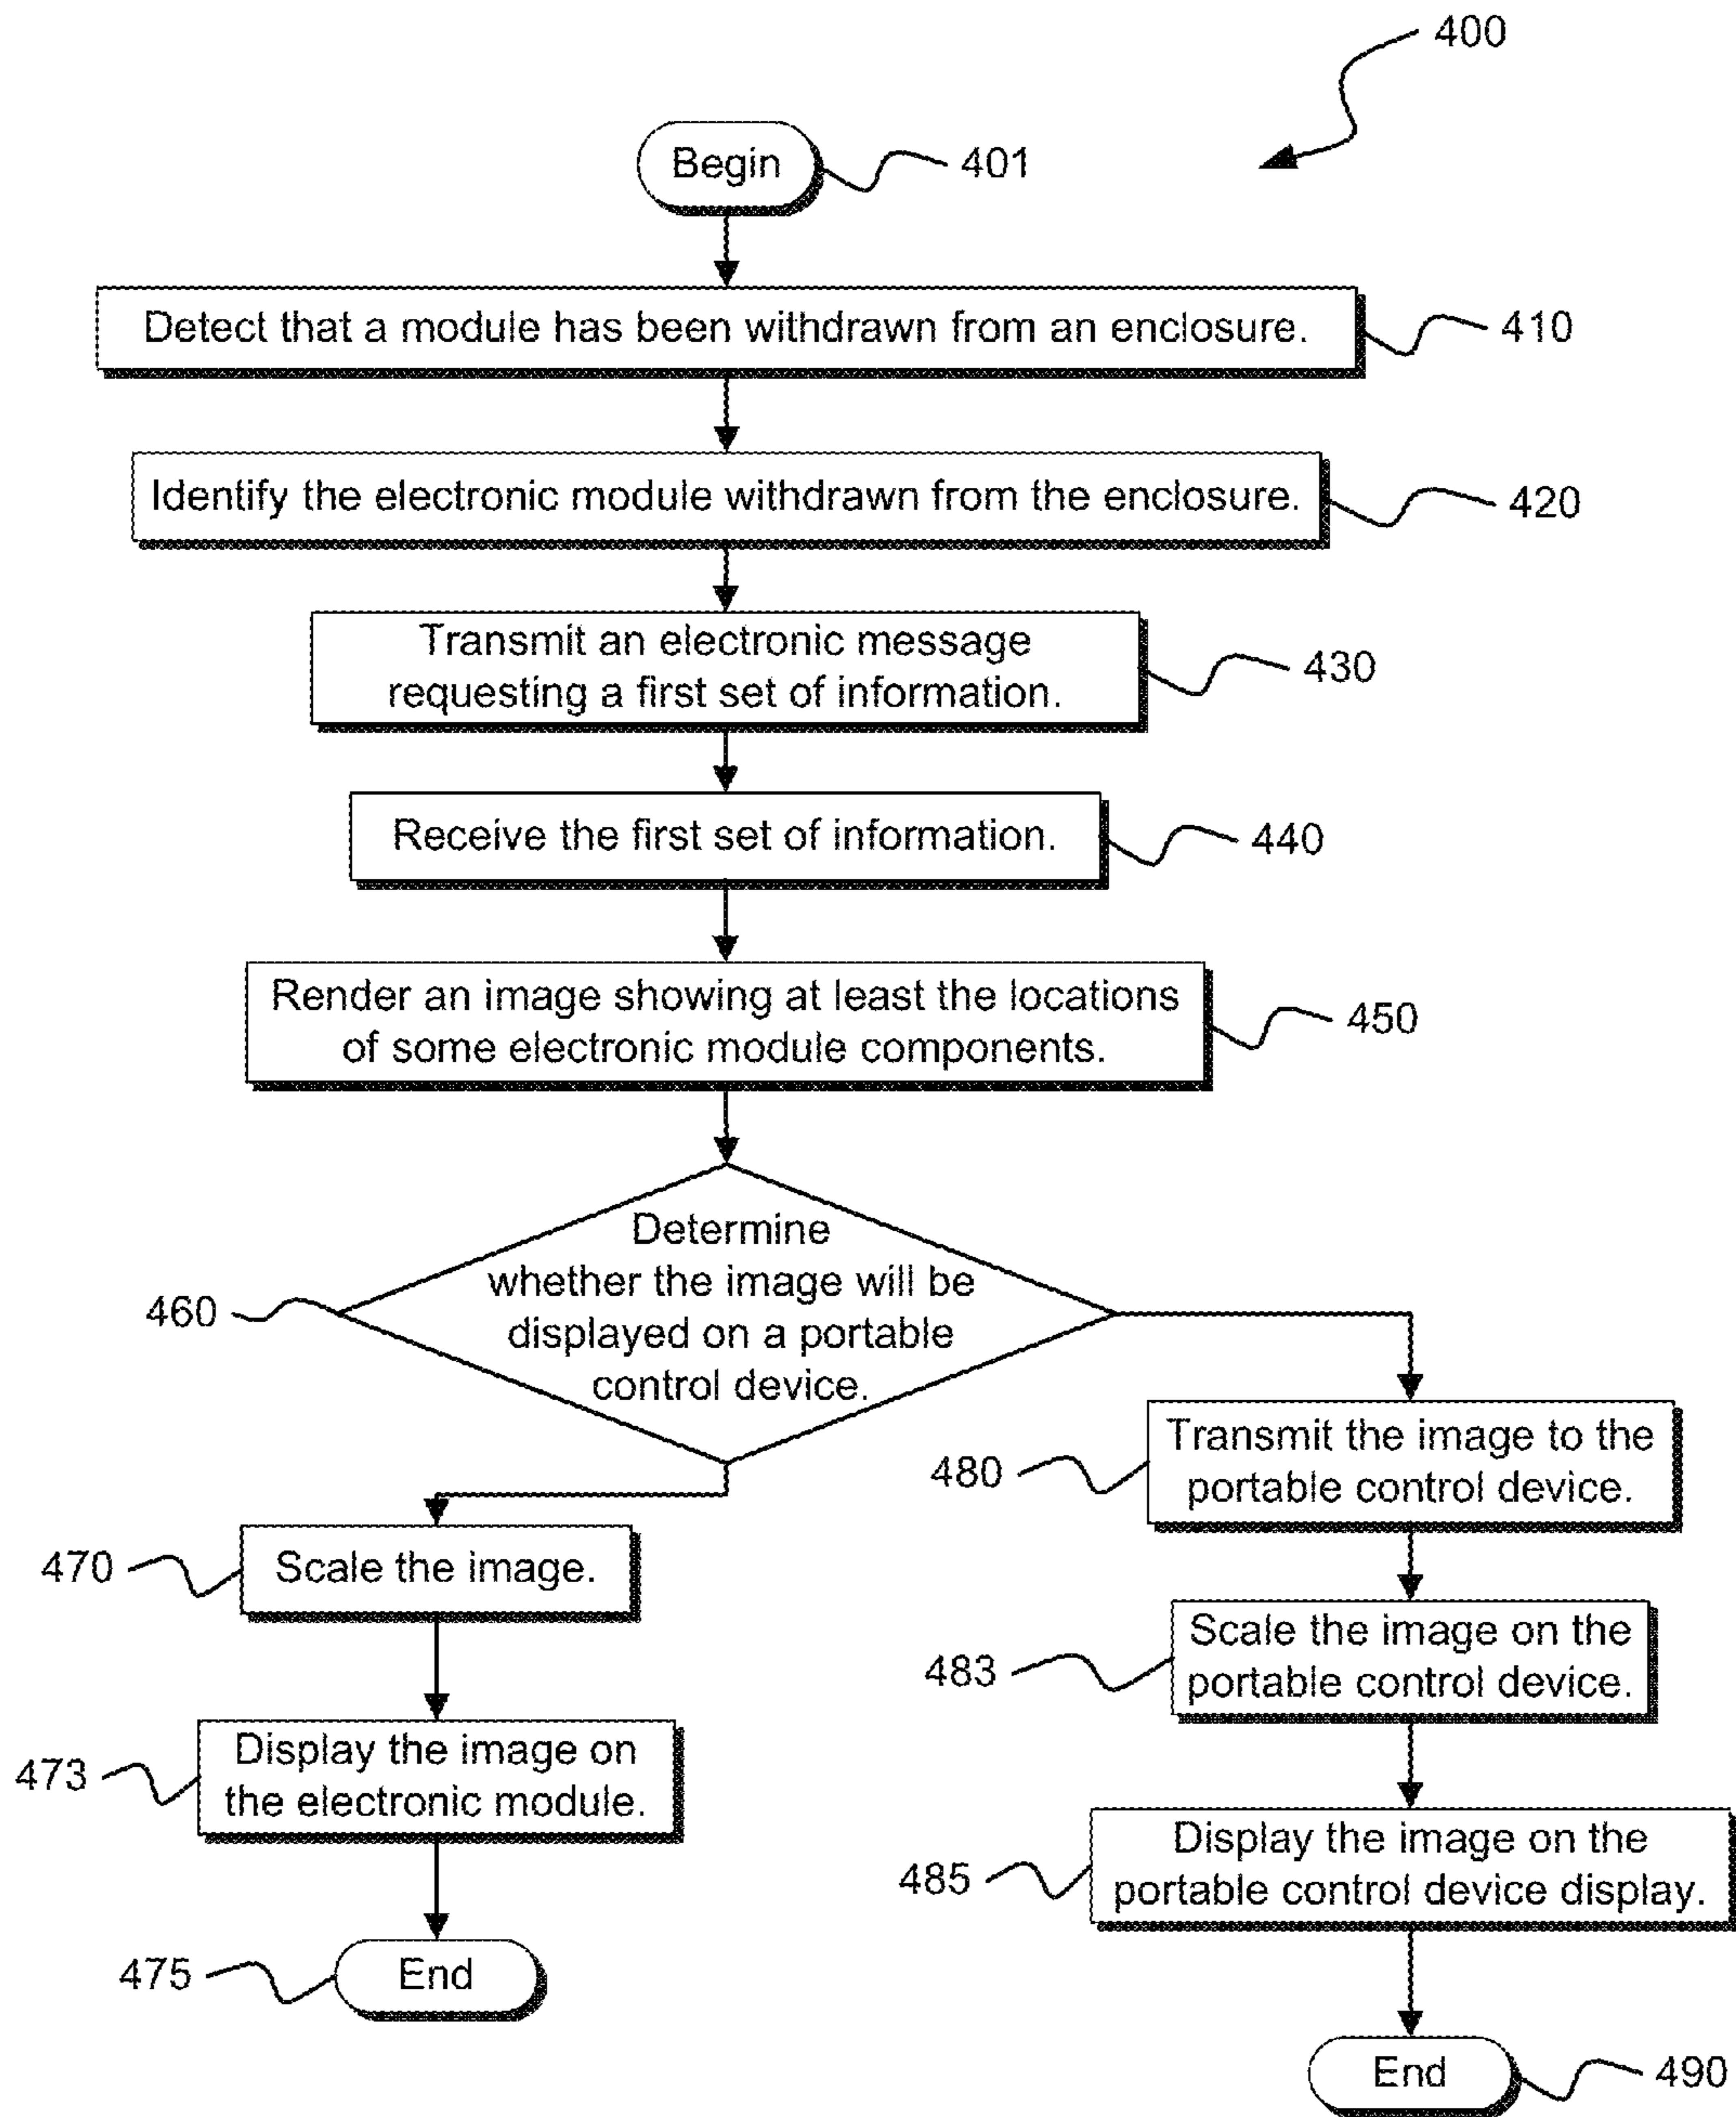 400
Begin
401
Detect that a module has been withdrawn from an enclosure.
410
Identify the electronic module withdrawn from the enclosure.
420
Transmit an electronic message
requesting a first set of information.
430
Receive the first set of information.
440
Render an image showing at least the locations
of some electronic module components.
450
Determine
whether the image will be
displayed on a portable
control device.
460
470
Scale the image.
473
Display the image on
the electronic module.
475
End
480
Transmit the image to the
portable control device.
483
Scale the image on the
portable control device.
485
Display the image on the
portable control device display.
End
490